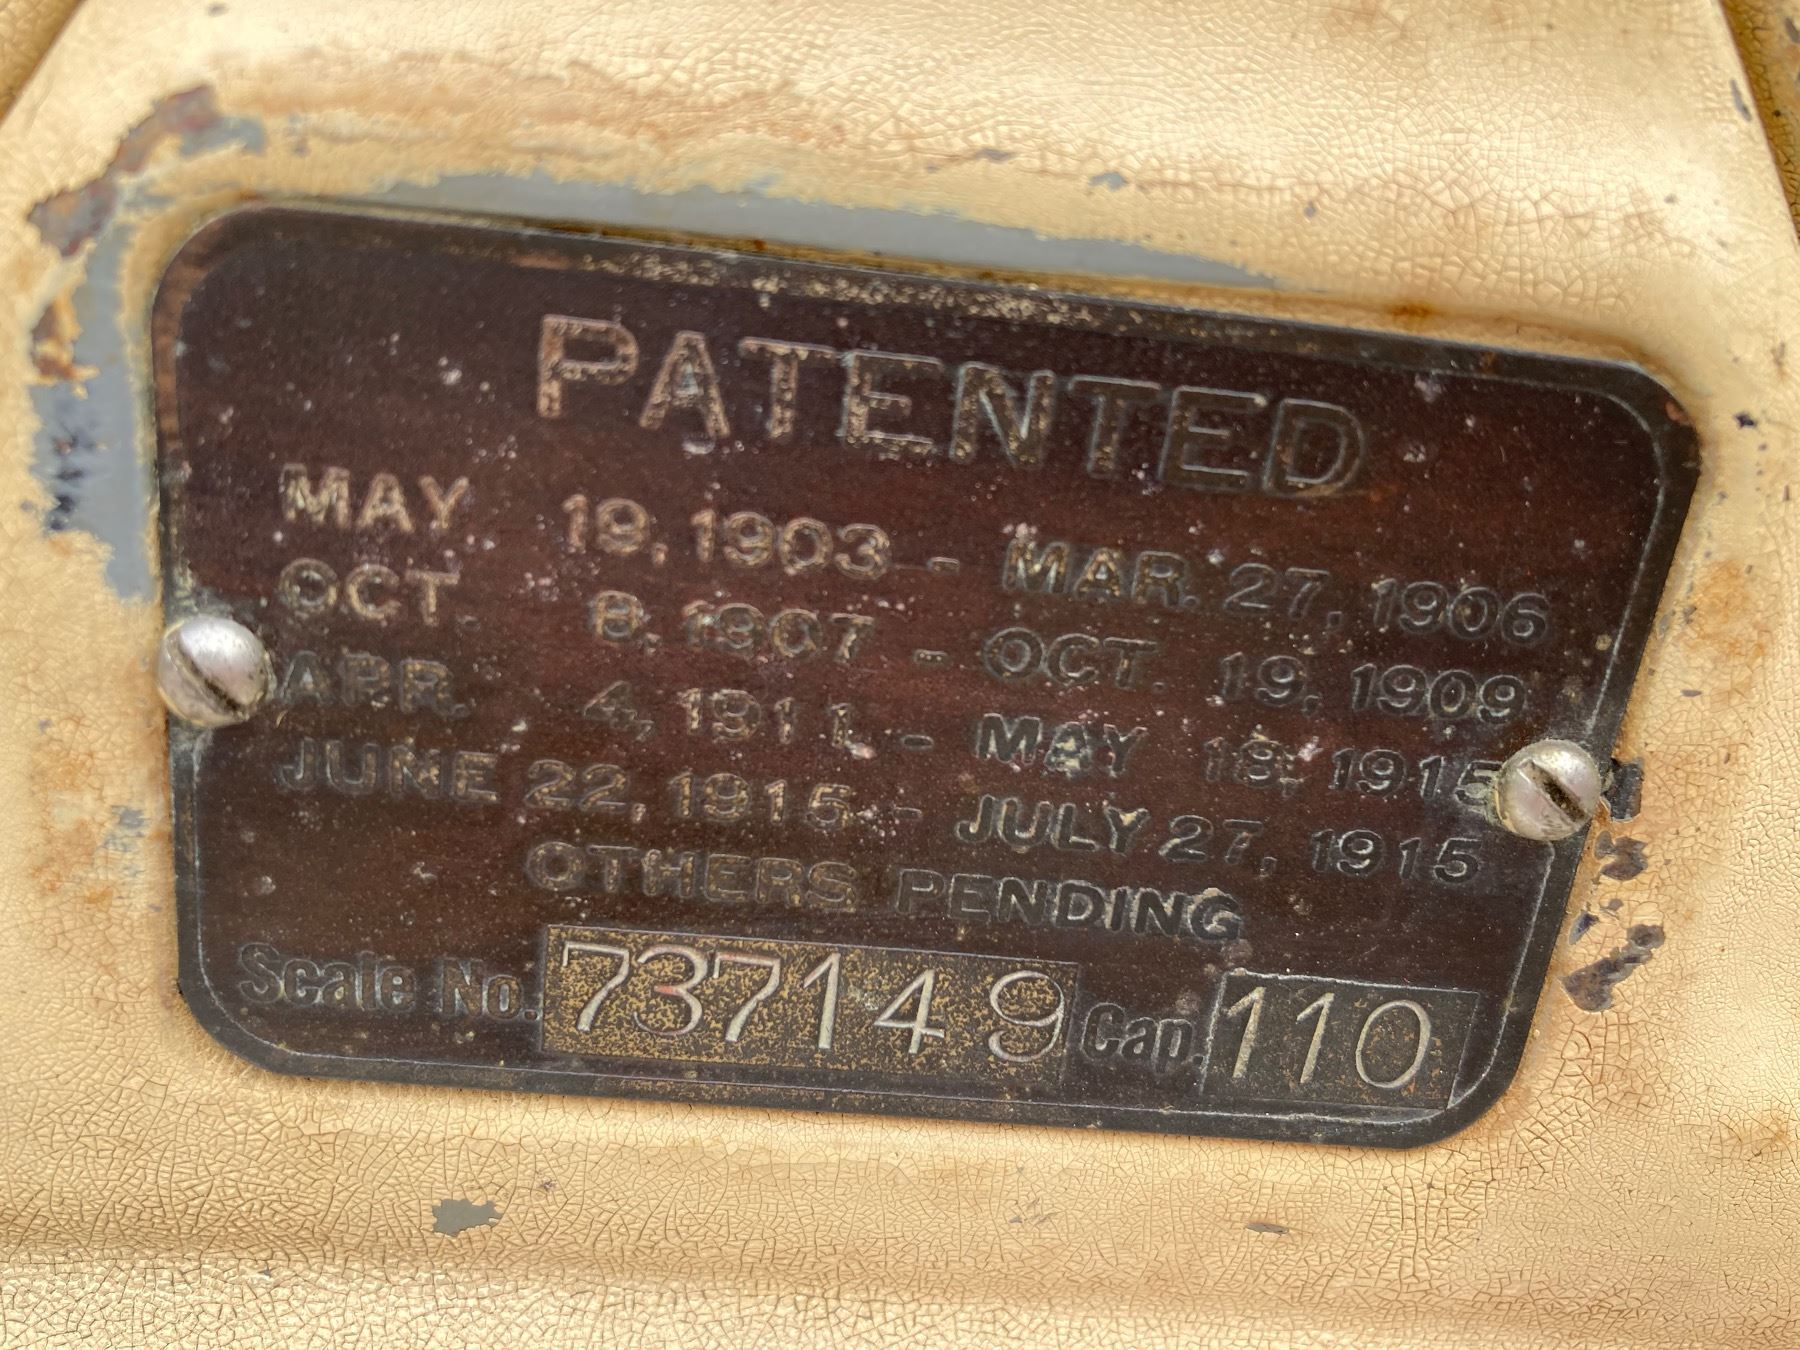 PATENTED
MAY 19, 1903 - MAR. 27, 1906
OCT. 8, 1907 - OCT. 19, 1909
APR. 4, 1911 - MAY 18, 1915
JUNE 22, 1915 - JULY 27, 1915
OTHERS PENDING
Scale No. 737149 Cap. 110